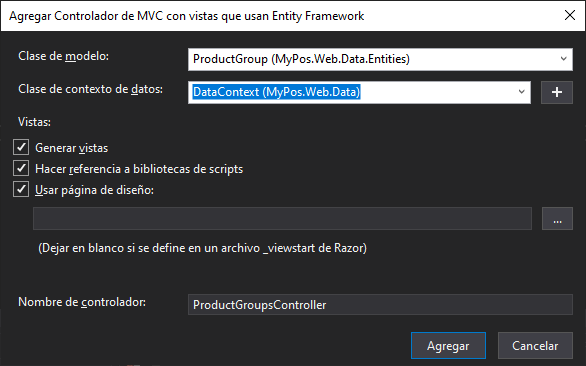 Agregar Controlador de MVC con vistas que usan Entity Framework
Clase de modelo:
ProductGroup (MyPos.Web.Data.Entities)
Clase de contexto de datos:
DataContext (MyPos.Web.Data)
+
Vistas:
Generar vistas
Hacer referencia a bibliotecas de scripts
Usar página de diseño:
...
(Dejar en blanco si se define en un archivo _viewstart de Razor)
Nombre de controlador:
ProductGroupsController
Agregar
Cancelar